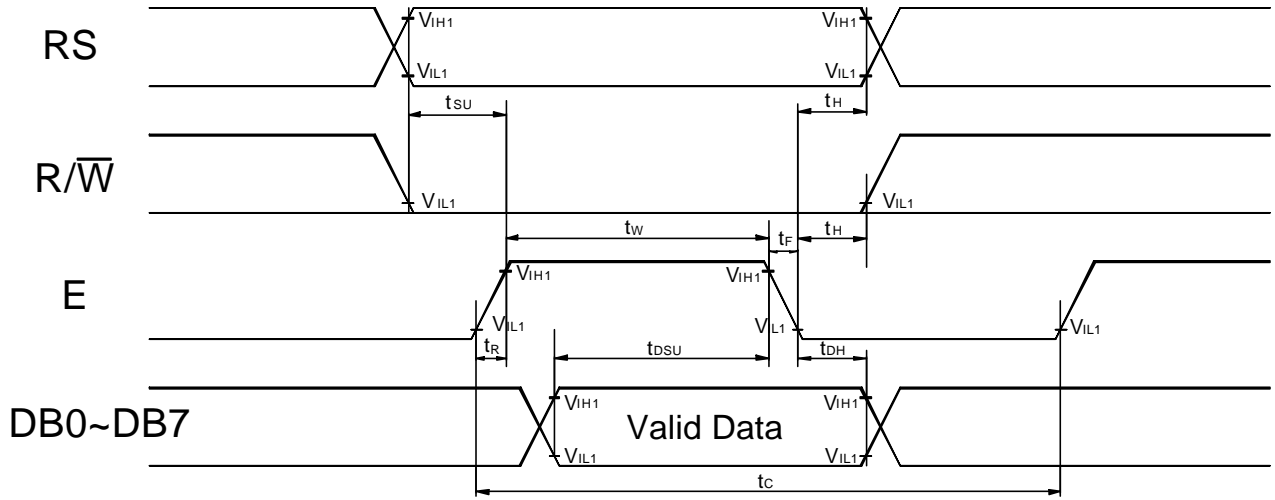 RS
VIH1
VIH1
VIL1
VIL1
tSU
tH
R/W̅
VIL1
VIL1
tW
tF
tH
E
VIH1
VIH1
VIL1
VIL1
VIL1
tR
tDSU
tDH
DB0~DB7
VIH1
Valid Data
VIH1
VIL1
VIL1
tC